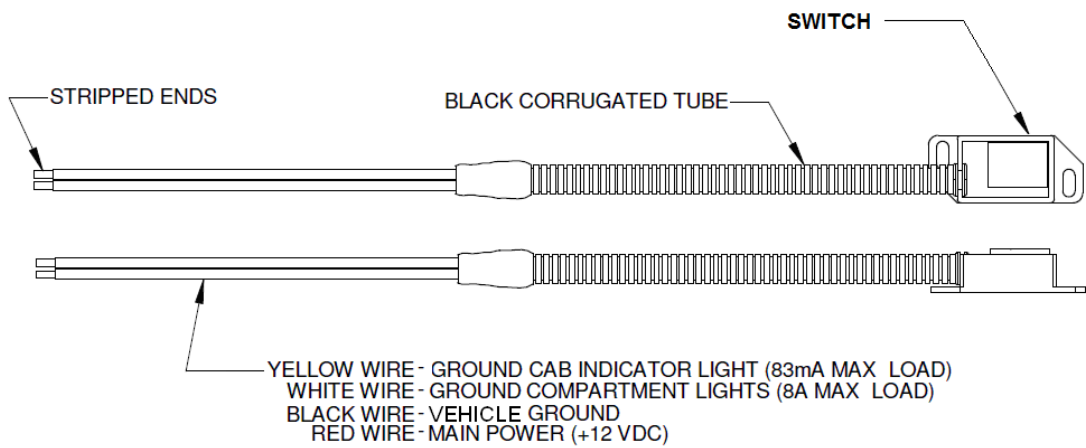 SWITCH
STRIPPED ENDS
BLACK CORRUGATED TUBE
YELLOW WIRE - GROUND CAB INDICATOR LIGHT (83mA MAX LOAD)
WHITE WIRE - GROUND COMPARTMENT LIGHTS (8A MAX LOAD)
BLACK WIRE - VEHICLE GROUND
RED WIRE - MAIN POWER (+12 VDC)